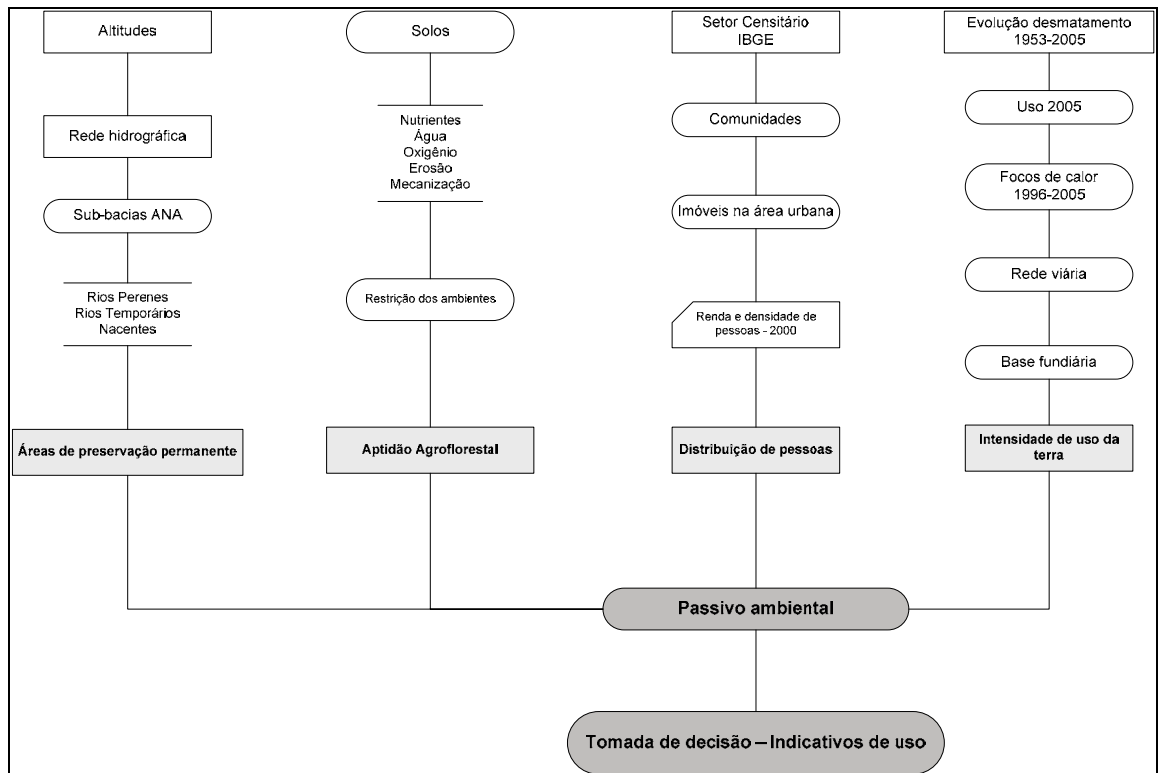 Altitudes
Rede hidrográfica
Sub-bacias ANA
Rios Perenes
Rios Temporários
Nacentes
Áreas de preservação permanente
Solos
Nutrientes
Água
Oxigênio
Erosão
Mecanização
Restrição dos ambientes
Aptidão Agroflorestal
Setor Censitário
IBGE
Comunidades
Imóveis na área urbana
Renda e densidade de
pessoas - 2000
Distribuição de pessoas
Evolução desmatamento
1953-2005
Uso 2005
Focos de calor
1996-2005
Rede viária
Base fundiária
Intensidade de uso da
terra
Passivo ambiental
Tomada de decisão – Indicativos de uso